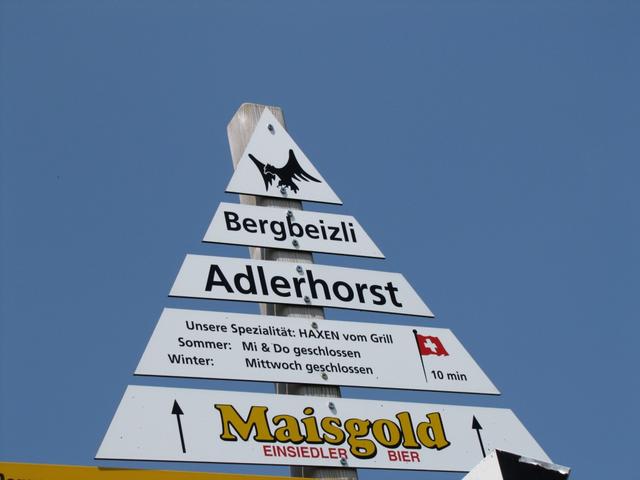 Bergbeizli
Adlerhorst
Unsere Spezialität: HAXEN vom Grill
Sommer: Mi & Do geschlossen
Winter: Mittwoch geschlossen
10 min
Maisgold
EINSIEDLER BIER